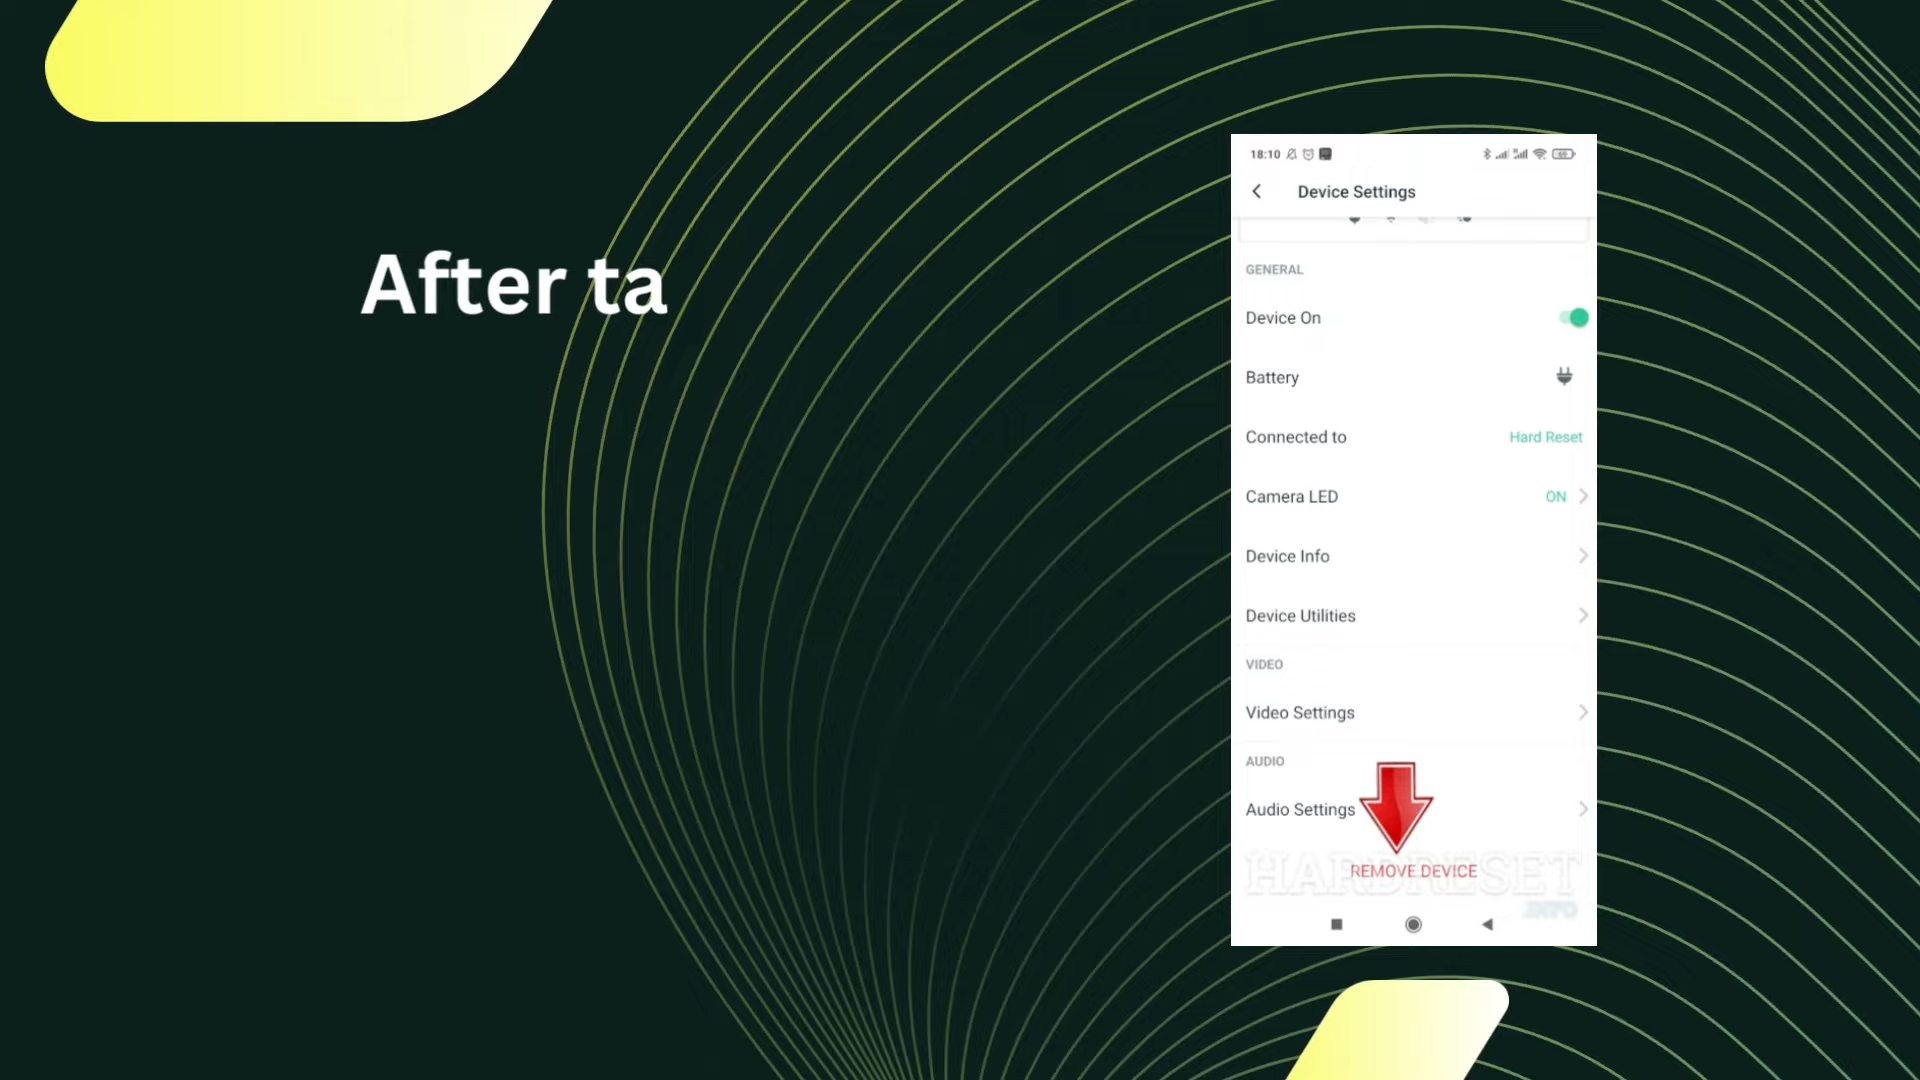 After ta
18:10
Device Settings
GENERAL
Device On
Battery
Connected to Hard Reset
Camera LED ON
Device Info
Device Utilities
VIDEO
Video Settings
AUDIO
Audio Settings
HARDRESET
REMOVE DEVICE
.INFO